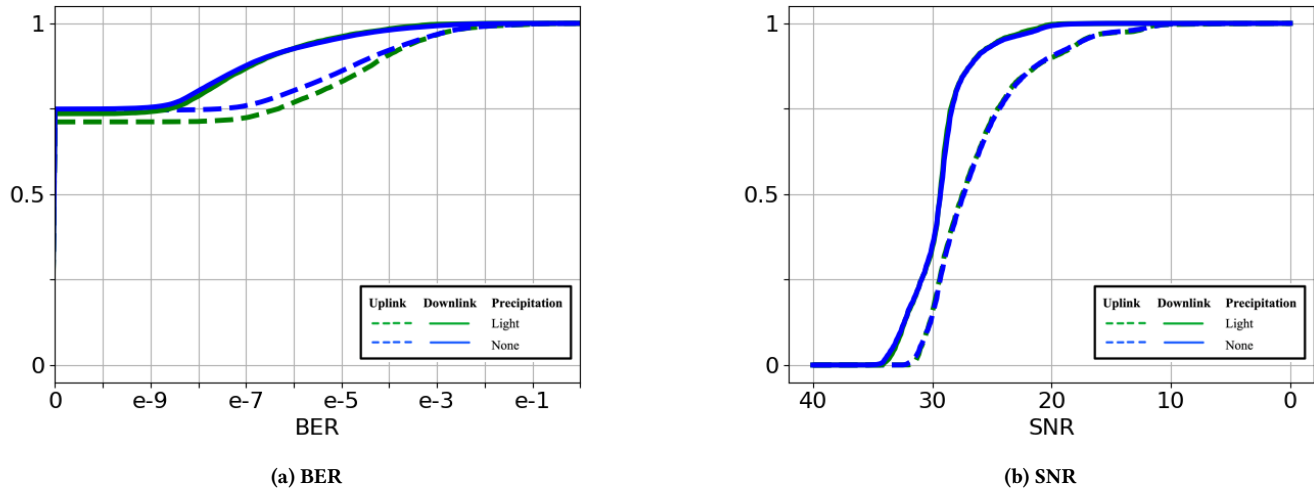 1
0.5
0
Uplink Downlink Precipitation
Light
None
0 e-9 e-7 e-5 e-3 e-1
BER
(a) BER
1
0.5
0
Uplink Downlink Precipitation
Light
None
40 30 20 10 0
SNR
(b) SNR